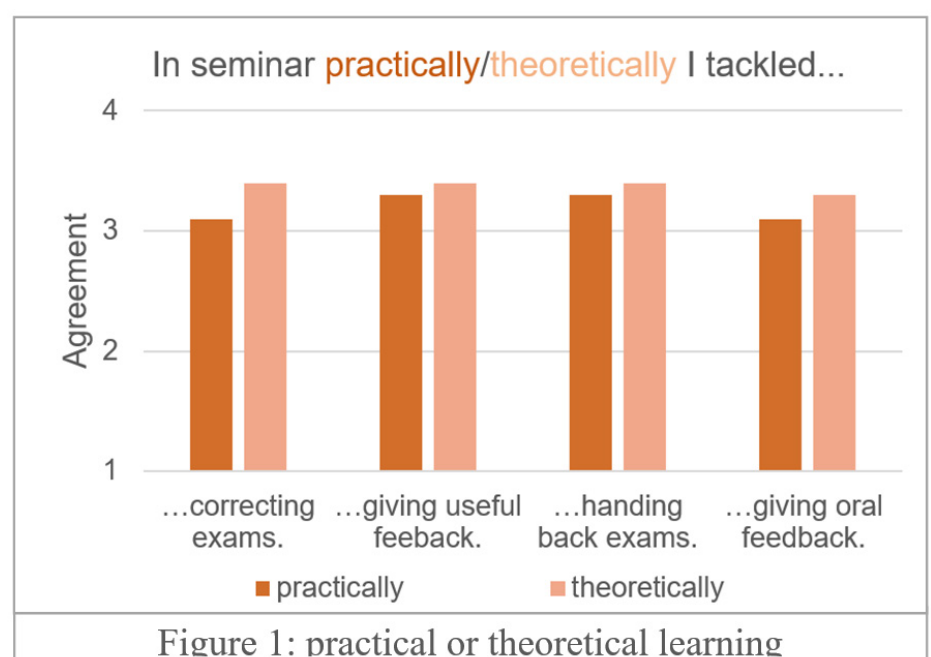 In seminar practically/theoretically I tackled...
4
3
2
1
Agreement
...correcting exams.
...giving useful feeback.
...handing back exams.
...giving oral feedback.
practically
theoretically
Figure 1: practical or theoretical learning